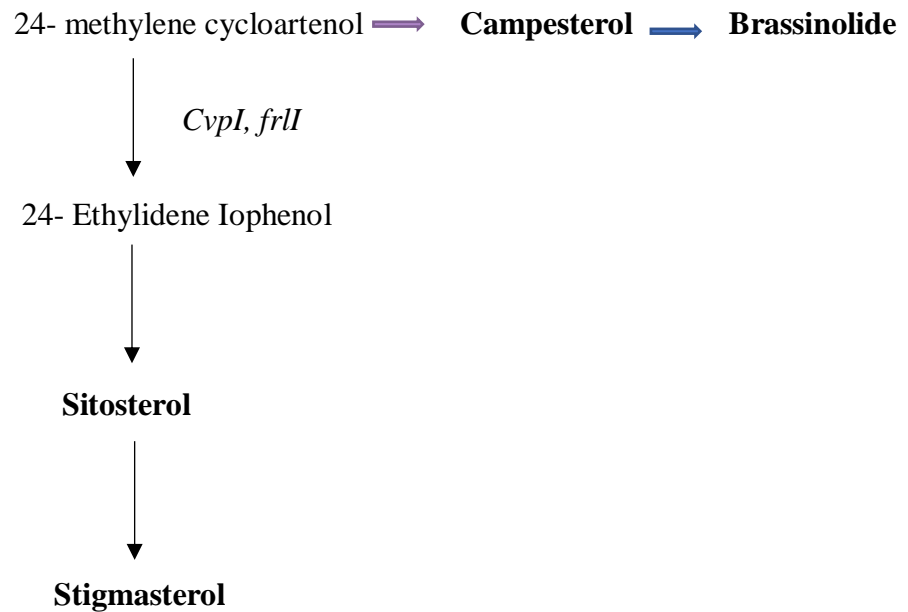 24- methylene cycloartenol Campesterol Brassinolide
CvpI, frlI
24- Ethylidene Iophenol
Sitosterol
Stigmasterol